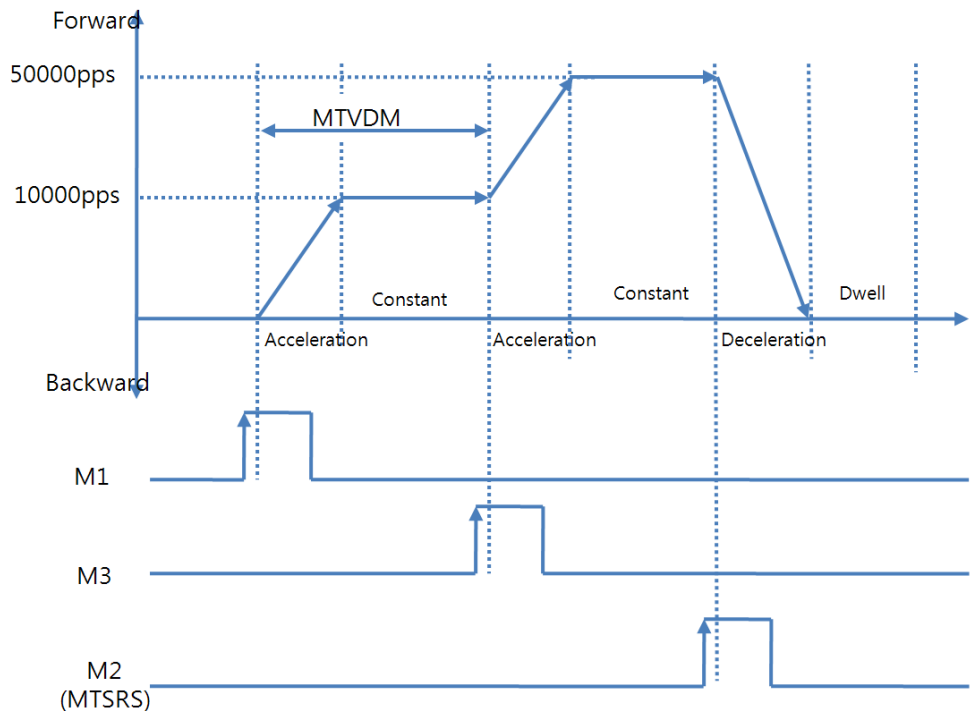 Forward
50000pps
MTVDM
10000pps
Constant
Constant
Dwell
Acceleration
Acceleration
Deceleration
Backward
M1
M3
M2
(MTSRS)